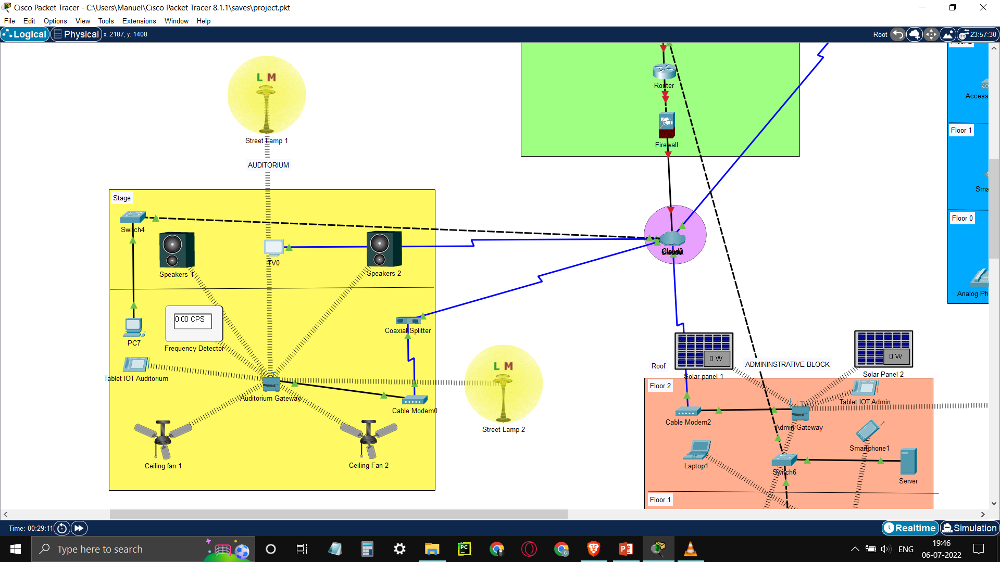 Cisco Packet Tracer - C:\Users\Manuel\Cisco Packet Tracer 8.1.1\saves\project.pkt
File Edit Options View Tools Extensions Window Help
Logical Physical x: 2187, y: 1408 Root 23:57:30
L M
Street Lamp 1
AUDITORIUM
Router
Firewall
Access
Floor 1
Sma
Floor 0
Analog Ph
Stage
Switch4
Speakers 1
TV0
Speakers 2
0.00 CPS
PC7
Frequency Detector
Coaxial Splitter
Tablet IOT Auditorium
Auditorium Gateway
Cable Modem0
L M
Street Lamp 2
Ceiling fan 1
Ceiling Fan 2
0 W
0 W
Roof
ADMININSTRATIVE BLOCK
Solar panel 1
Solar Panel 2
Floor 2
Tablet IOT Admin
Cable Modem2
Admin Gateway
Smartphone1
Laptop1
Switch6
Server
Floor 1
Time: 00:29:11
Realtime Simulation
Type here to search
PC
ENG
19:46
06-07-2022